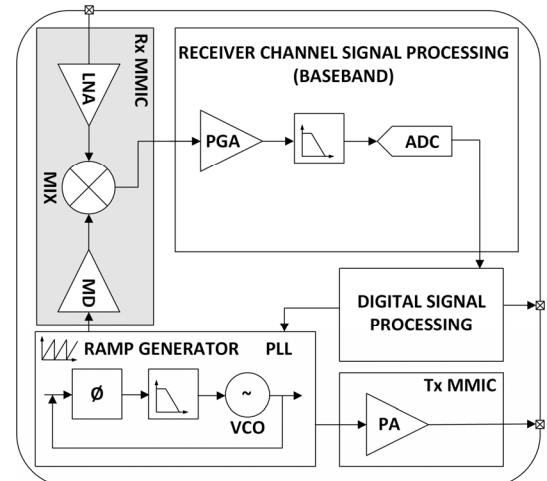 Rx MMIC
LNA
MIX
MD
RECEIVER CHANNEL SIGNAL PROCESSING
(BASEBAND)
PGA
ADC
DIGITAL SIGNAL
PROCESSING
RAMP GENERATOR PLL
Ø
~
VCO
Tx MMIC
PA